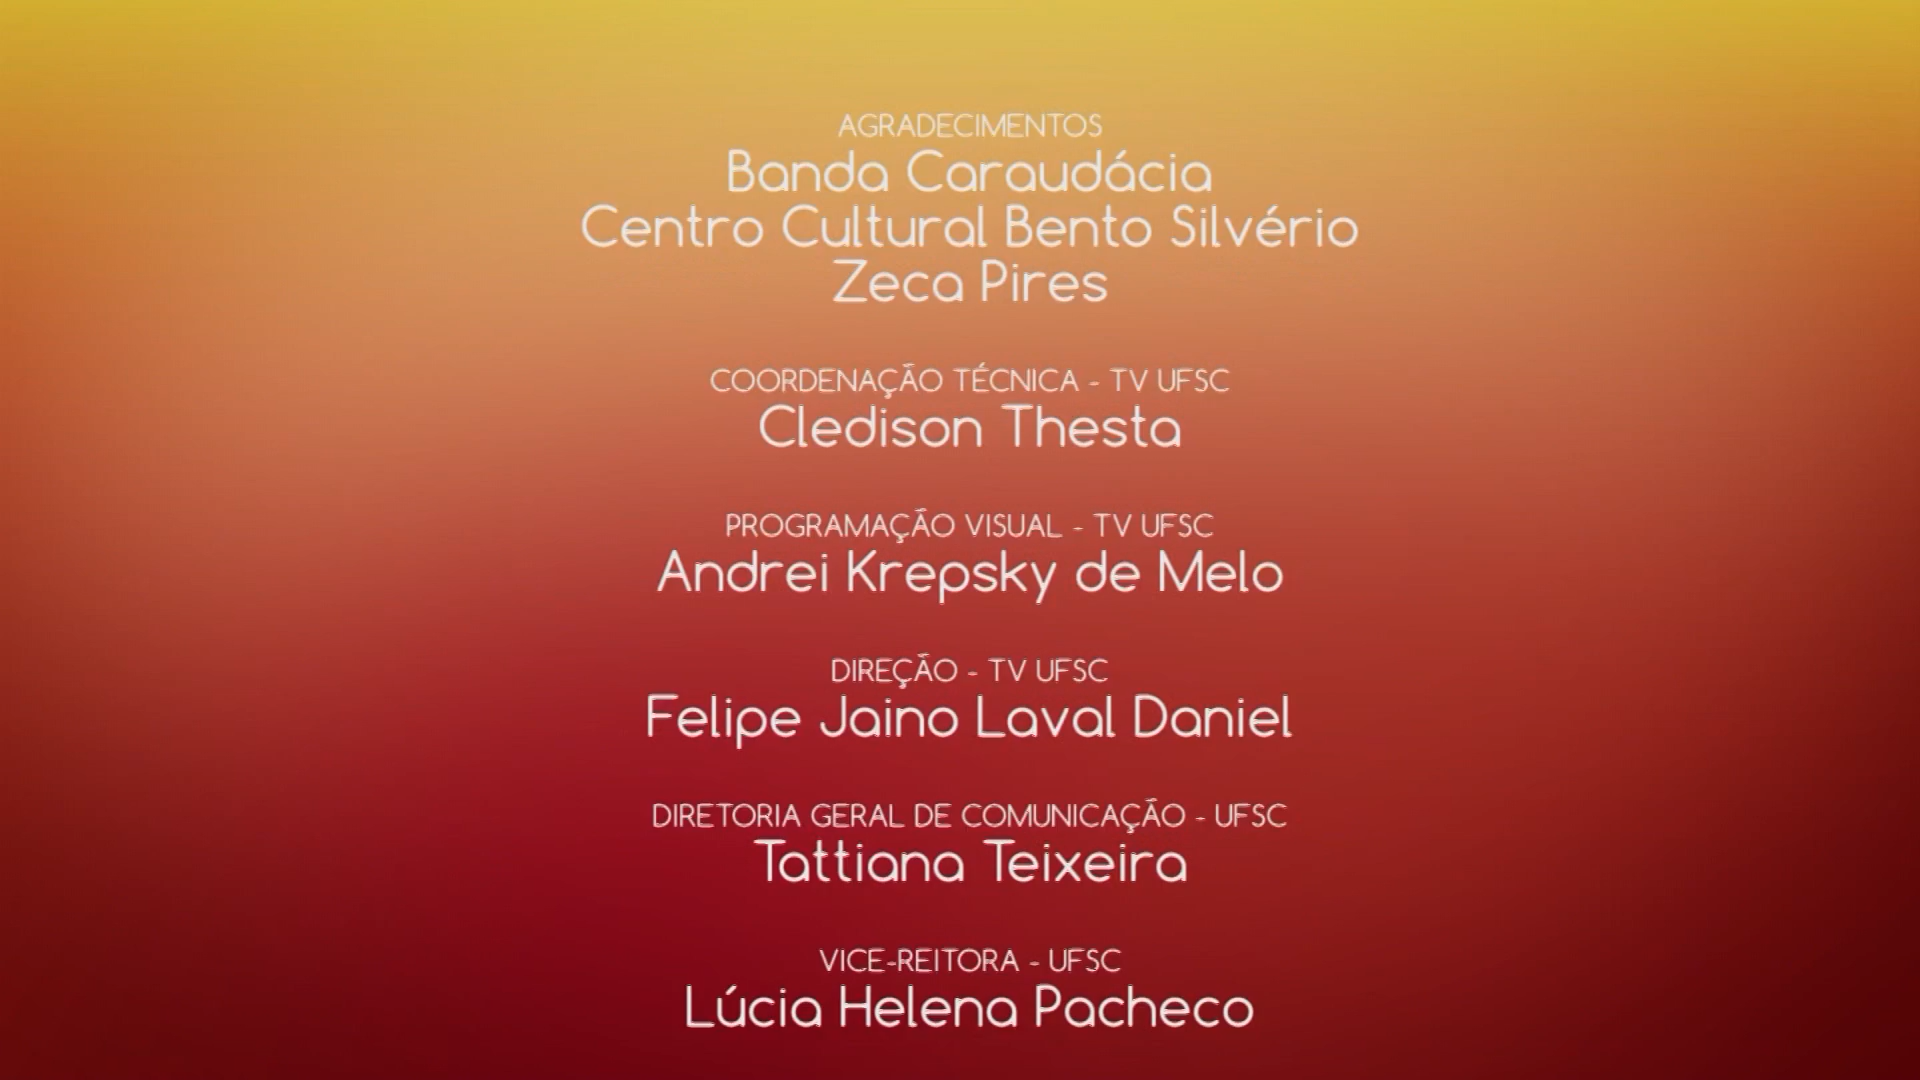 AGRADECIMENTOS
Banda Caraudácia
Centro Cultural Bento Silvério
Zeca Pires
COORDENAÇÃO TÉCNICA - TV UFSC
Cledison Thesta
PROGRAMAÇÃO VISUAL - TV UFSC
Andrei Krepsky de Melo
DIREÇÃO - TV UFSC
Felipe Jaino Laval Daniel
DIRETORIA GERAL DE COMUNICAÇÃO - UFSC
Tattiana Teixeira
VICE-REITORA - UFSC
Lúcia Helena Pacheco